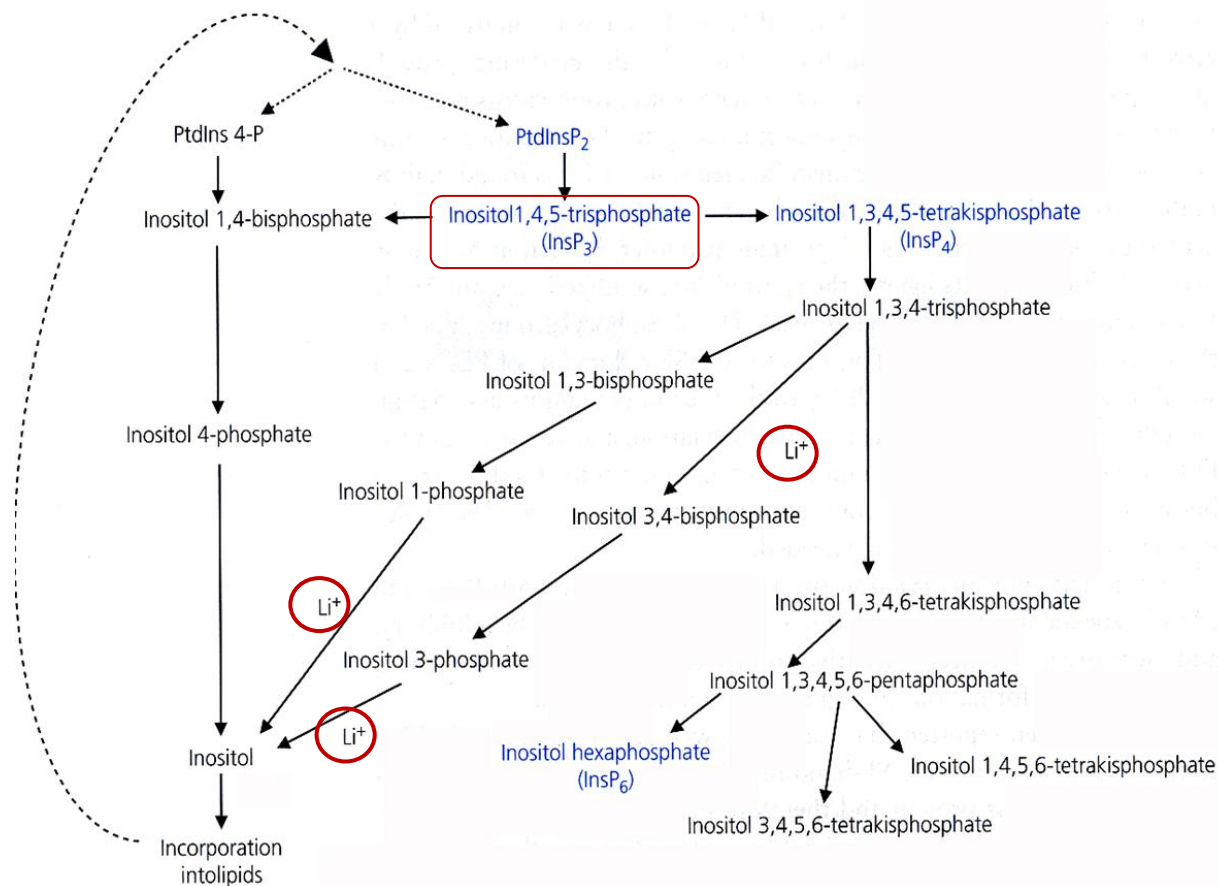 PtdIns 4-P
PtdInsP₂
Inositol 1,4-bisphosphate
Inositol1,4,5-trisphosphate
(InsP₃)
Inositol 1,3,4,5-tetrakisphosphate
(InsP₄)
Inositol 1,3,4-trisphosphate
Inositol 1,3-bisphosphate
Inositol 4-phosphate
Li⁺
Inositol 1-phosphate
Inositol 3,4-bisphosphate
Li⁺
Inositol 1,3,4,6-tetrakisphosphate
Inositol 3-phosphate
Inositol 1,3,4,5,6-pentaphosphate
Li⁺
Inositol
Inositol hexaphosphate
(InsP₆)
Inositol 1,4,5,6-tetrakisphosphate
Inositol 3,4,5,6-tetrakisphosphate
Incorporation
intolipids